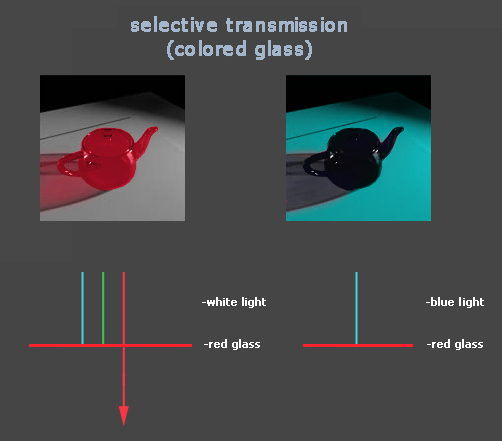 selective transmission
(colored glass)
-white light
-blue light
-red glass
-red glass